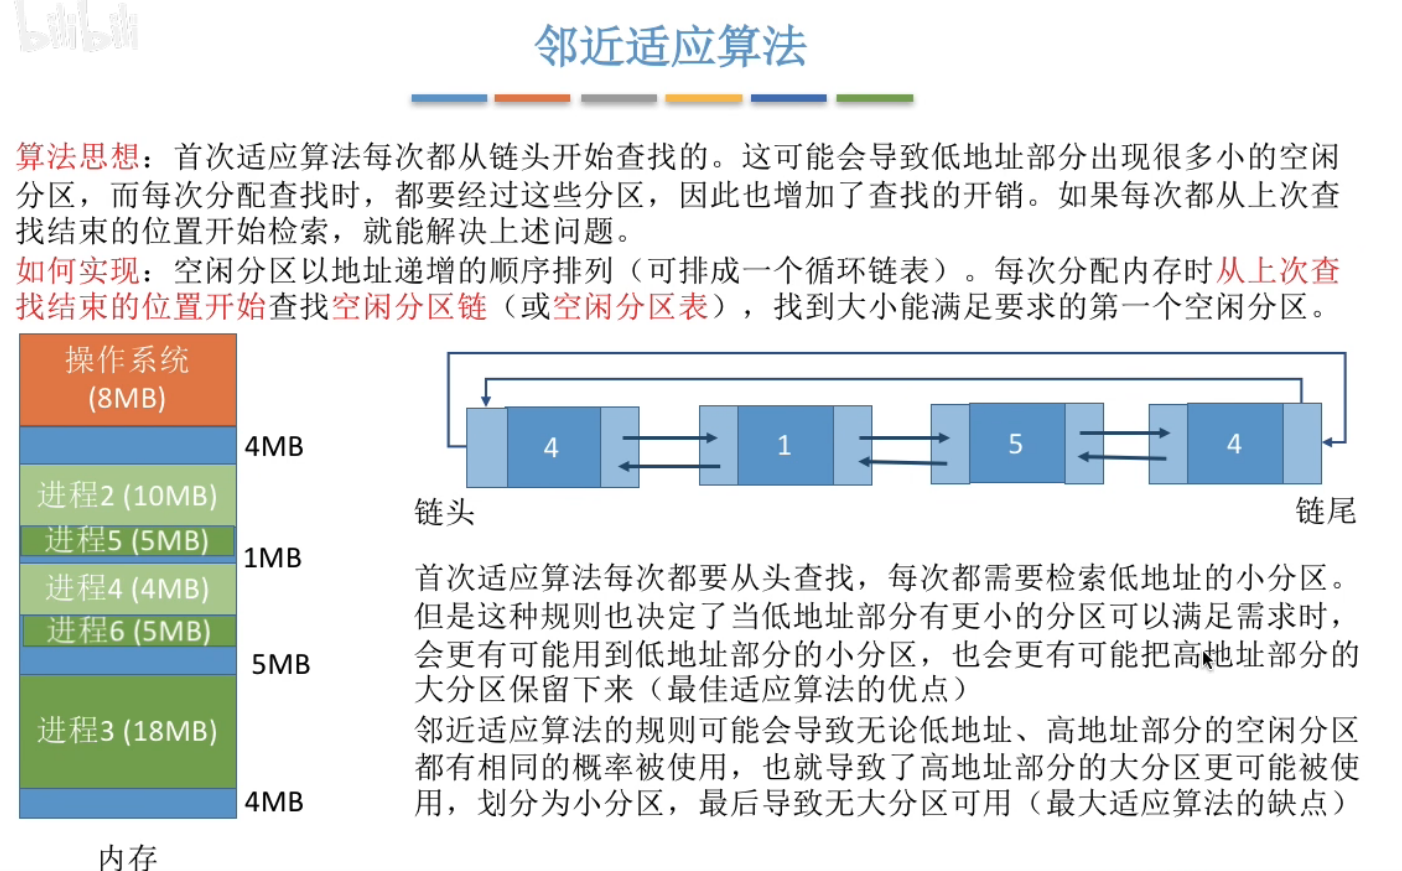 bilibili
邻近适应算法
算法思想：首次适应算法每次都从链头开始查找的。这可能会导致低地址部分出现很多小的空闲
分区，而每次分配查找时，都要经过这些分区，因此也增加了查找的开销。如果每次都从上次查
找结束的位置开始检索，就能解决上述问题。
如何实现：空闲分区以地址递增的顺序排列（可排成一个循环链表）。每次分配内存时从上次查
找结束的位置开始查找空闲分区链（或空闲分区表），找到大小能满足要求的第一个空闲分区。
操作系统
(8MB)
4MB
进程2 (10MB)
进程5 (5MB)
1MB
进程4 (4MB)
进程6 (5MB)
5MB
进程3 (18MB)
4MB
内存
4
1
5
4
链头
链尾
首次适应算法每次都要从头查找，每次都需要检索低地址的小分区。
但是这种规则也决定了当低地址部分有更小的分区可以满足需求时，
会更有可能用到低地址部分的小分区，也会更有可能把高地址部分的
大分区保留下来（最佳适应算法的优点）
邻近适应算法的规则可能会导致无论低地址、高地址部分的空闲分区
都有相同的概率被使用，也就导致了高地址部分的大分区更可能被使
用，划分为小分区，最后导致无大分区可用（最大适应算法的缺点）